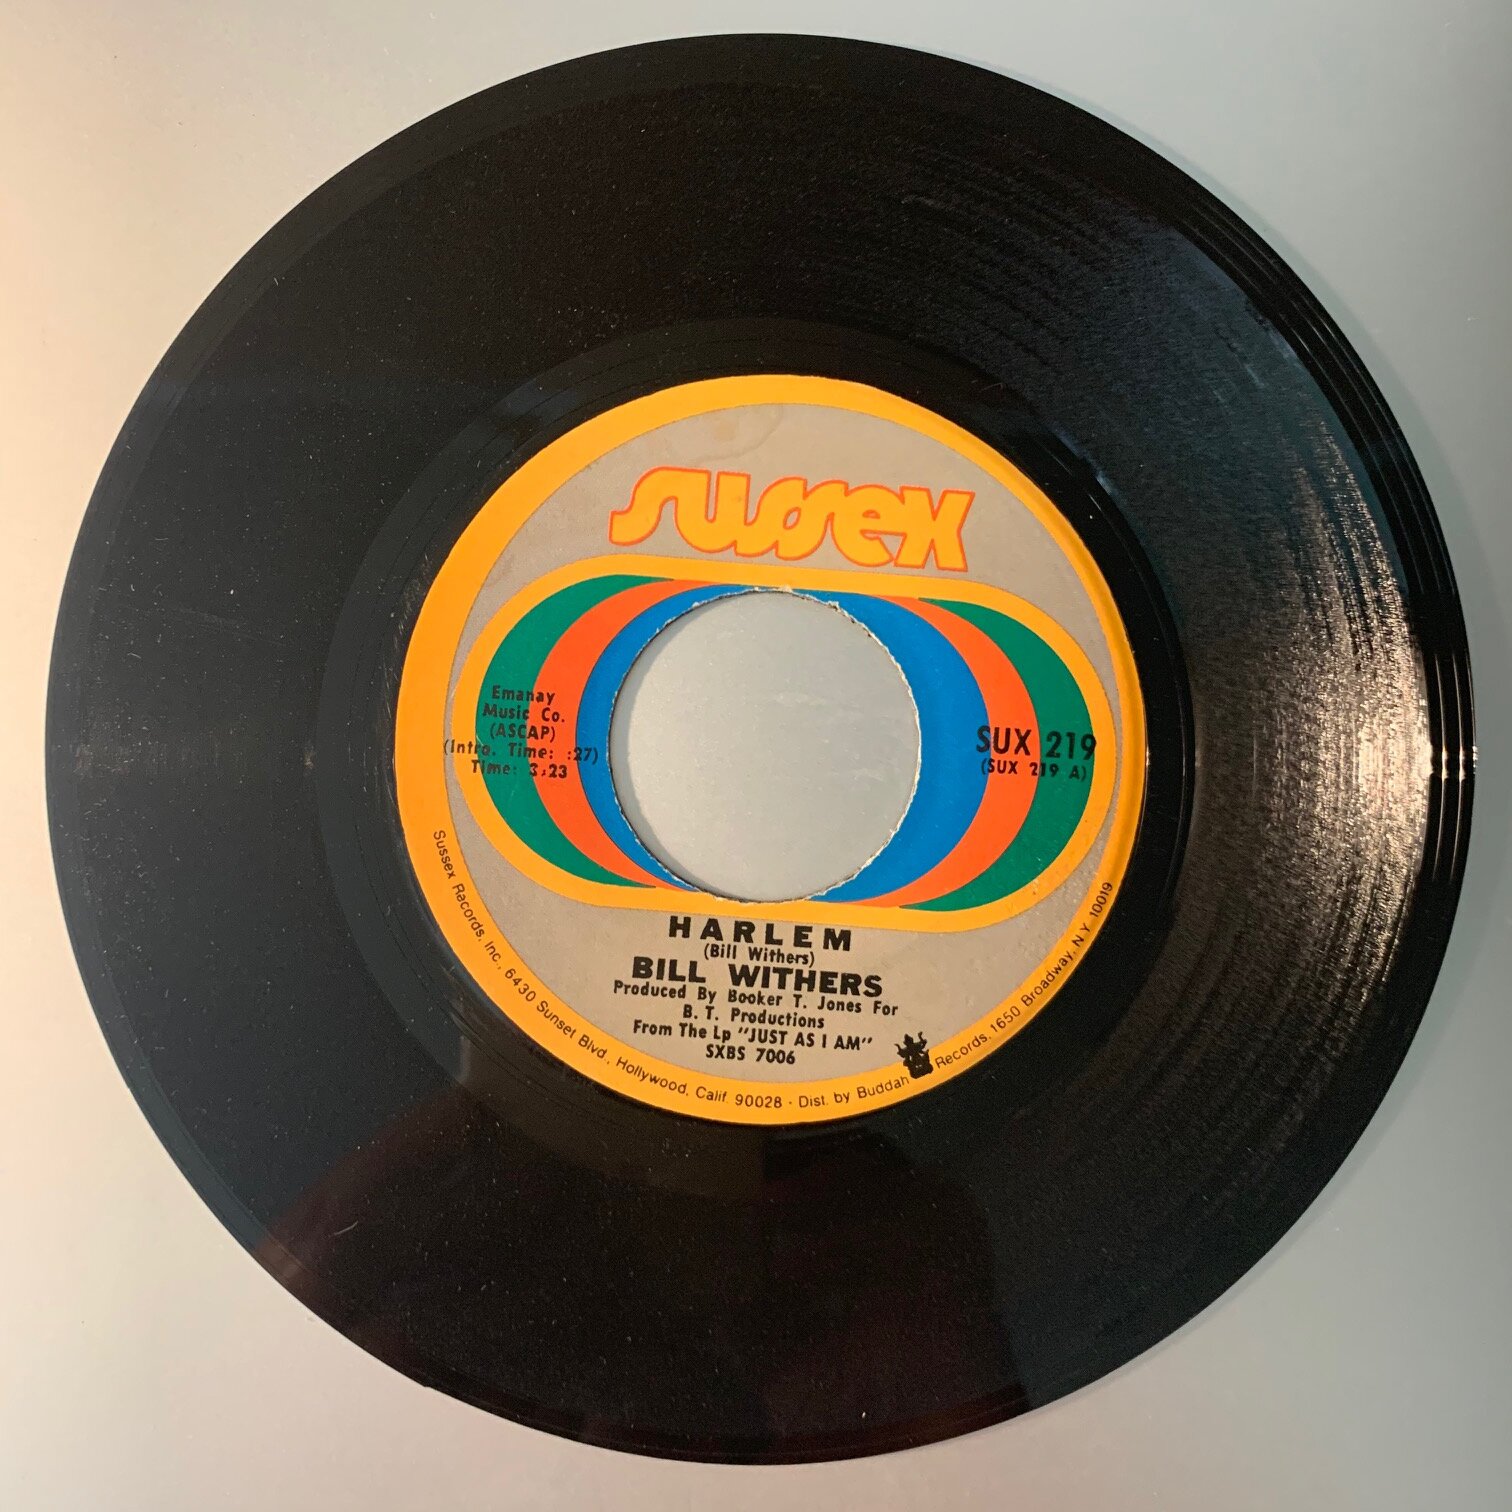 sussex
Emanay
Music Co.
(ASCAP)
(Intro. Time: :27)
Time: 3:23
SUX 219
(SUX 219 A)
HARLEM
(Bill Withers)
BILL WITHERS
Produced By Booker T. Jones For
B. T. Productions
From The Lp "JUST AS I AM"
SXBS 7006
Sussex Racords, Inc., 6430 Sunset Blvd., Hollywood, Calif 90028 - Dist. by Buddah Records, 1650 Broadway, N Y 10019